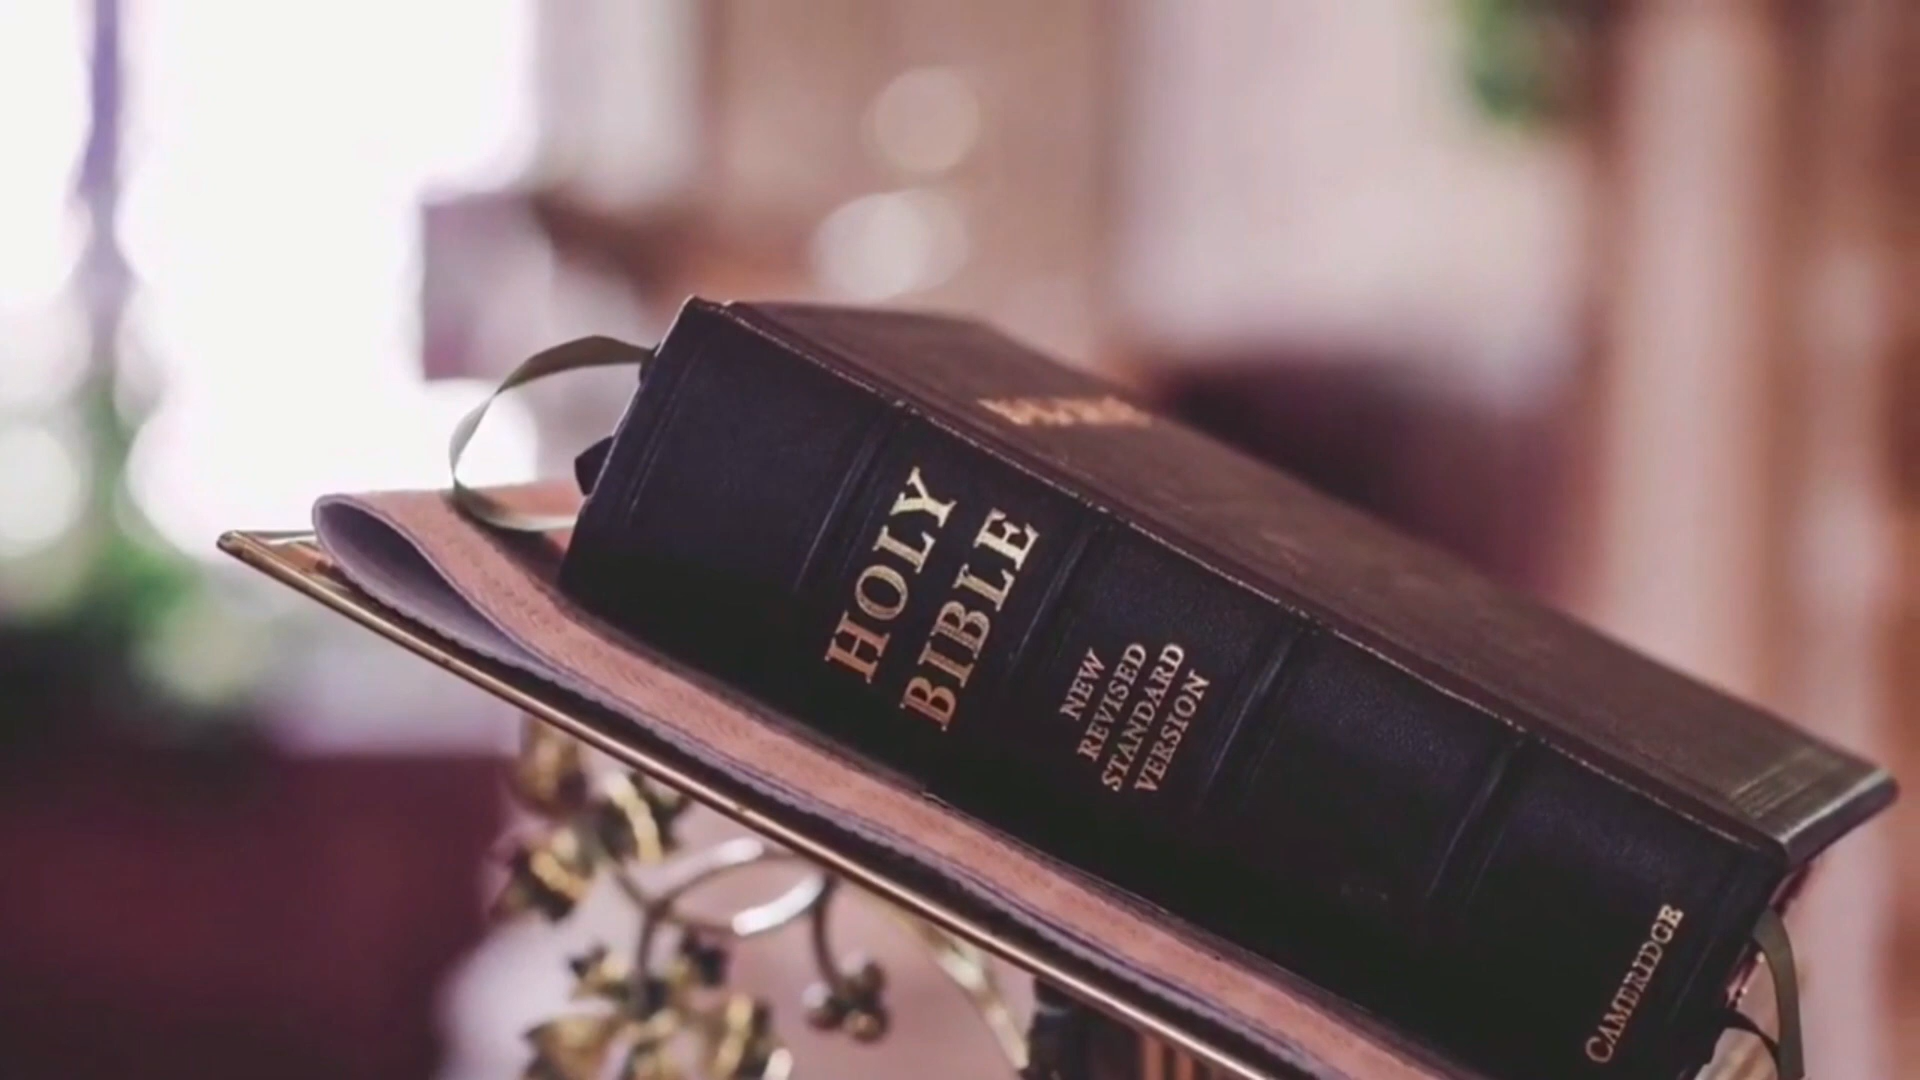 HOLY
BIBLE
NEW
REVISED
STANDARD
VERSION
CAMBRIDGE